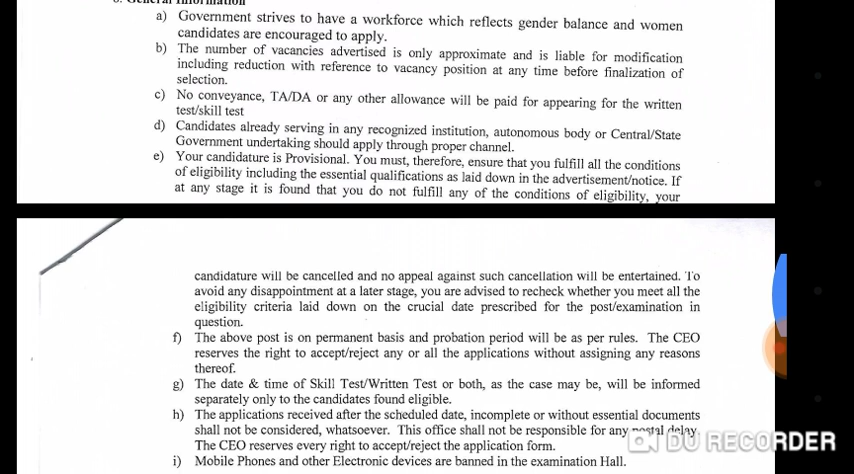 8. General Information
a) Government strives to have a workforce which reflects gender balance and women
candidates are encouraged to apply.
b) The number of vacancies advertised is only approximate and is liable for modification
including reduction with reference to vacancy position at any time before finalization of
selection.
c) No conveyance, TA/DA or any other allowance will be paid for appearing for the written
test/skill test
d) Candidates already serving in any recognized institution, autonomous body or Central/State
Government undertaking should apply through proper channel.
e) Your candidature is Provisional. You must, therefore, ensure that you fulfill all the conditions
of eligibility including the essential qualifications as laid down in the advertisement/notice. If
at any stage it is found that you do not fulfill any of the conditions of eligibility, your
candidature will be cancelled and no appeal against such cancellation will be entertained. To
avoid any disappointment at a later stage, you are advised to recheck whether you meet all the
eligibility criteria laid down on the crucial date prescribed for the post/examination in
question.
f) The above post is on permanent basis and probation period will be as per rules. The CEO
reserves the right to accept/reject any or all the applications without assigning any reasons
thereof.
g) The date & time of Skill Test/Written Test or both, as the case may be, will be informed
separately only to the candidates found eligible.
h) The applications received after the scheduled date, incomplete or without essential documents
shall not be considered, whatsoever. This office shall not be responsible for any postal delay.
The CEO reserves every right to accept/reject the application form.
DU RECORDER
i) Mobile Phones and other Electronic devices are banned in the examination Hall.